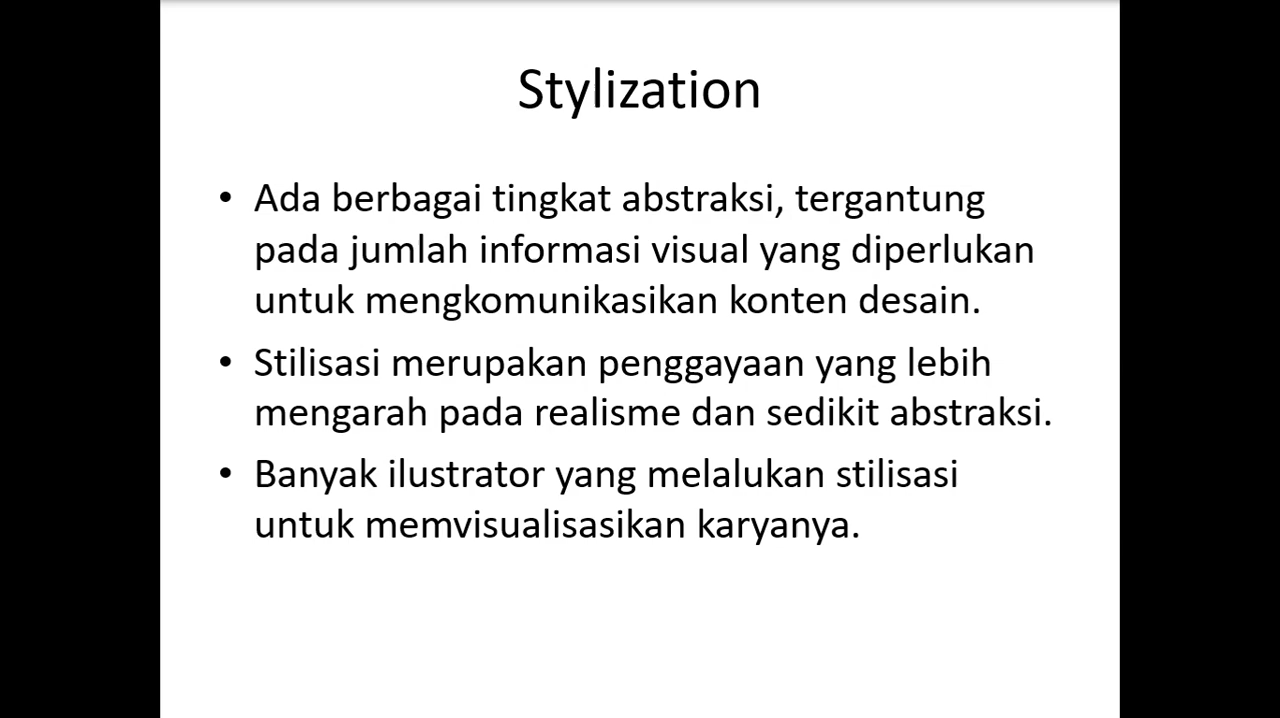 Stylization
• Ada berbagai tingkat abstraksi, tergantung
pada jumlah informasi visual yang diperlukan
untuk mengkomunikasikan konten desain.
• Stilisasi merupakan penggayaan yang lebih
mengarah pada realisme dan sedikit abstraksi.
• Banyak ilustrator yang melalukan stilisasi
untuk memvisualisasikan karyanya.